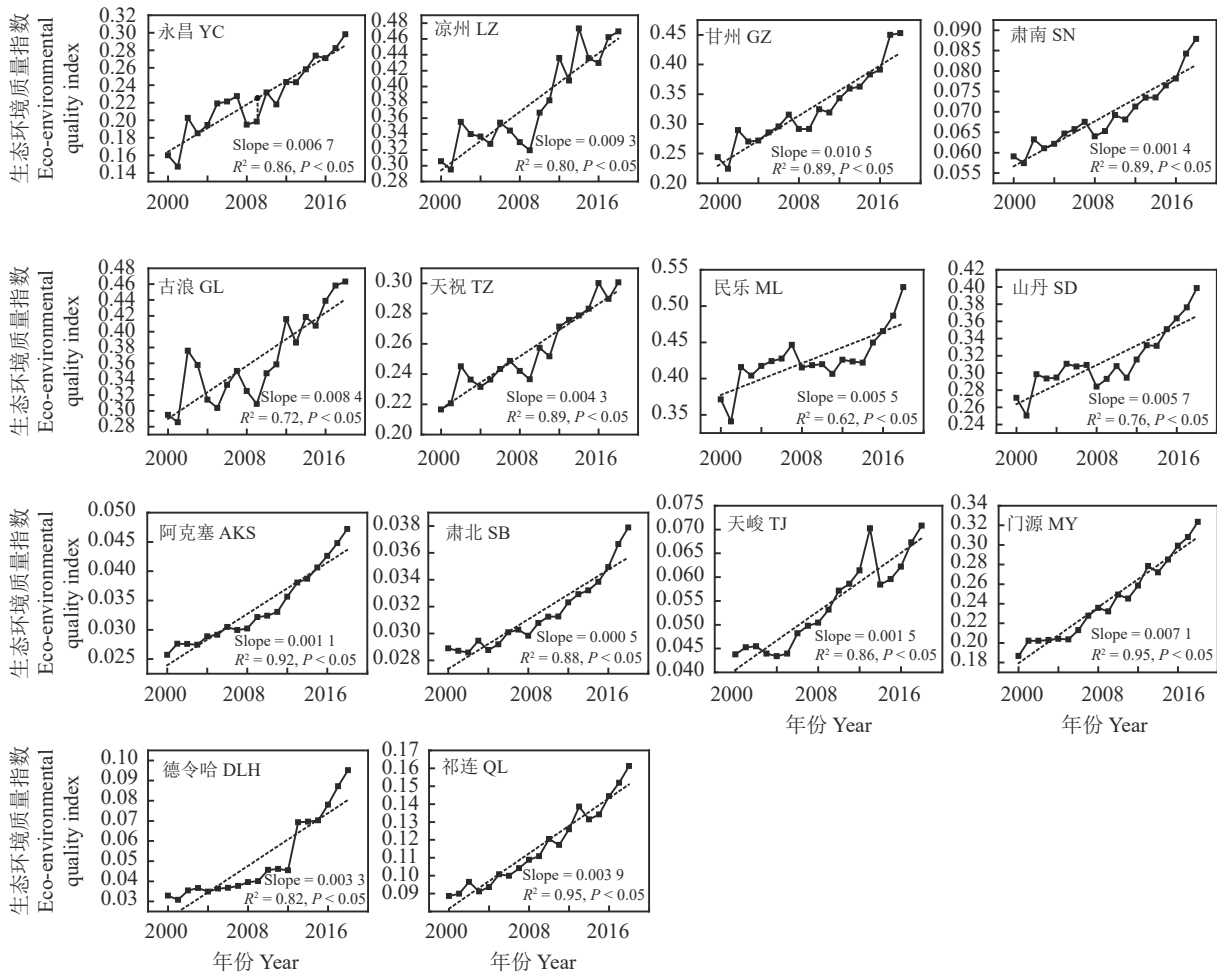 生态环境质量指数
Eco-environmental
quality index
永昌 YC
0.32
0.30
0.28
0.26
0.24
0.22
0.20
0.18
0.16
0.14
Slope = 0.006 7
R² = 0.86, P < 0.05
2000 2008 2016
凉州 LZ
0.48
0.46
0.44
0.42
0.40
0.38
0.36
0.34
0.32
0.30
0.28
Slope = 0.009 3
R² = 0.80, P < 0.05
2000 2008 2016
甘州 GZ
0.50
0.45
0.40
0.35
0.30
0.25
0.20
Slope = 0.010 5
R² = 0.89, P < 0.05
2000 2008 2016
肃南 SN
0.090
0.085
0.080
0.075
0.070
0.065
0.060
0.055
Slope = 0.001 4
R² = 0.89, P < 0.05
2000 2008 2016
生态环境质量指数
Eco-environmental
quality index
古浪 GL
0.48
0.46
0.44
0.42
0.40
0.38
0.36
0.34
0.32
0.30
0.28
Slope = 0.008 4
R² = 0.72, P < 0.05
2000 2008 2016
天祝 TZ
0.30
0.28
0.26
0.24
0.22
0.20
Slope = 0.004 3
R² = 0.89, P < 0.05
2000 2008 2016
民乐 ML
0.55
0.50
0.45
0.40
0.35
Slope = 0.005 5
R² = 0.62, P < 0.05
2000 2008 2016
山丹 SD
0.42
0.40
0.38
0.36
0.34
0.32
0.30
0.28
0.26
0.24
Slope = 0.005 7
R² = 0.76, P < 0.05
2000 2008 2016
生态环境质量指数
Eco-environmental
quality index
阿克塞 AKS
0.050
0.045
0.040
0.035
0.030
0.025
Slope = 0.001 1
R² = 0.92, P < 0.05
2000 2008 2016
肃北 SB
0.038
0.036
0.034
0.032
0.030
0.028
Slope = 0.000 5
R² = 0.88, P < 0.05
2000 2008 2016
天峻 TJ
0.075
0.070
0.065
0.060
0.055
0.050
0.045
0.040
Slope = 0.001 5
R² = 0.86, P < 0.05
2000 2008 2016
年份 Year
门源 MY
0.34
0.32
0.30
0.28
0.26
0.24
0.22
0.20
0.18
Slope = 0.007 1
R² = 0.95, P < 0.05
2000 2008 2016
年份 Year
生态环境质量指数
Eco-environmental
quality index
德令哈 DLH
0.10
0.09
0.08
0.07
0.06
0.05
0.04
0.03
Slope = 0.003 3
R² = 0.82, P < 0.05
2000 2008 2016
年份 Year
祁连 QL
0.17
0.16
0.15
0.14
0.13
0.12
0.11
0.10
0.09
Slope = 0.003 9
R² = 0.95, P < 0.05
2000 2008 2016
年份 Year